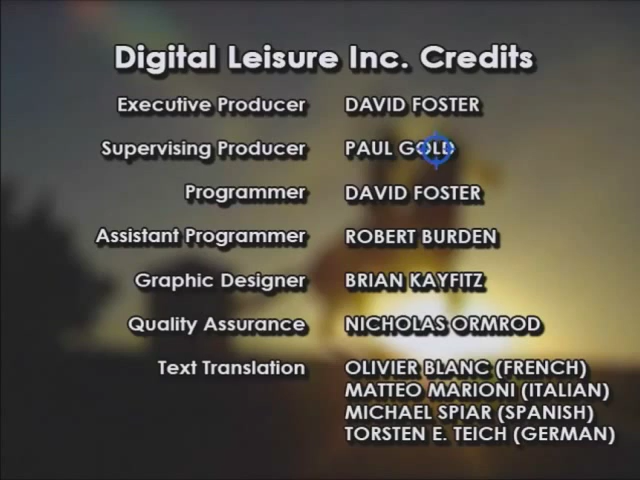 Digital Leisure Inc. Credits
Executive Producer DAVID FOSTER
Supervising Producer PAUL GOLD
Programmer DAVID FOSTER
Assistant Programmer ROBERT BURDEN
Graphic Designer BRIAN KAYFITZ
Quality Assurance NICHOLAS ORMROD
Text Translation OLIVIER BLANC (FRENCH)
MATTEO MARIONI (ITALIAN)
MICHAEL SPIAR (SPANISH)
TORSTEN E. TEICH (GERMAN)